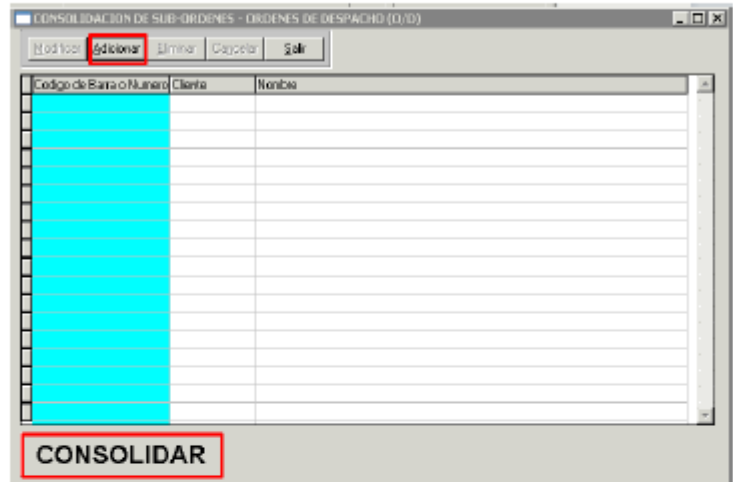 CONSOLIDACION DE SUB-ORDENES - ORDENES DE DESPACHO (O/D)
Modificar Adicionar Eliminar Cancelar Salir
Codigo de Barra o Numero Cliente Nombre
CONSOLIDAR